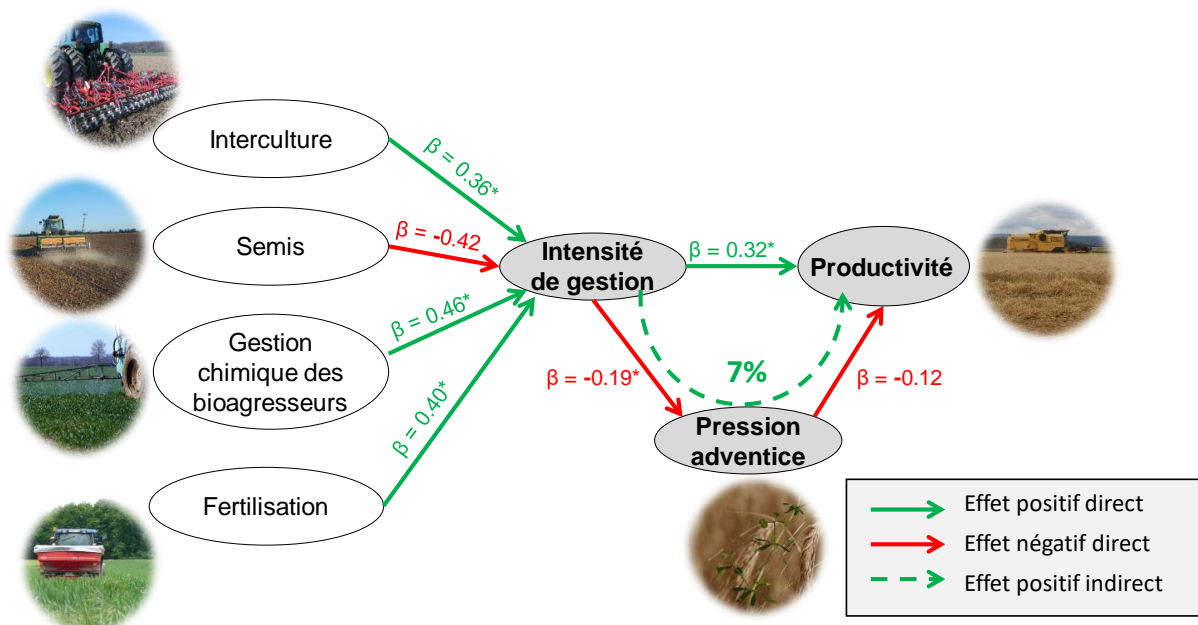 Interculture
β = 0.36*
Semis
β = -0.42
Intensité
de gestion
β = 0.32*
Productivité
β = 0.46*
Gestion
chimique des
bioagresseurs
β = 0.40*
β = -0.19*
7%
β = -0.12
Pression
adventice
Fertilisation
Effet positif direct
Effet négatif direct
Effet positif indirect